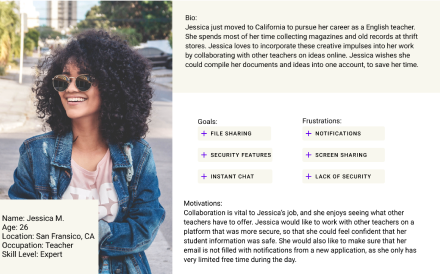 Bio:
Jessica just moved to California to pursue her career as a English teacher.
She spends most of her time collecting magazines and old records at thrift
stores. Jessica loves to incorporate these creative impulses into her work
by collaborating with other teachers on ideas online. Jessica wishes she
could compile her documents and ideas into one account, to save her time.
Goals:
+ FILE SHARING
+ SECURITY FEATURES
+ INSTANT CHAT
Frustrations:
+ NOTIFICATIONS
+ SCREEN SHARING
+ LACK OF SECURITY
Name: Jessica M.
Age: 26
Location: San Fransico, CA
Occupation: Teacher
Skill Level: Expert
Motivations:
Collaboration is vital to Jessica's job, and she enjoys seeing what other
teachers have to offer. Jessica would like to work with other teachers on a
platform that was more secure, so that she could feel confident that her
student information was safe. She would also like to make sure that her
email is not filled with notifications from a new application, as she only has
very limited free time during the day.